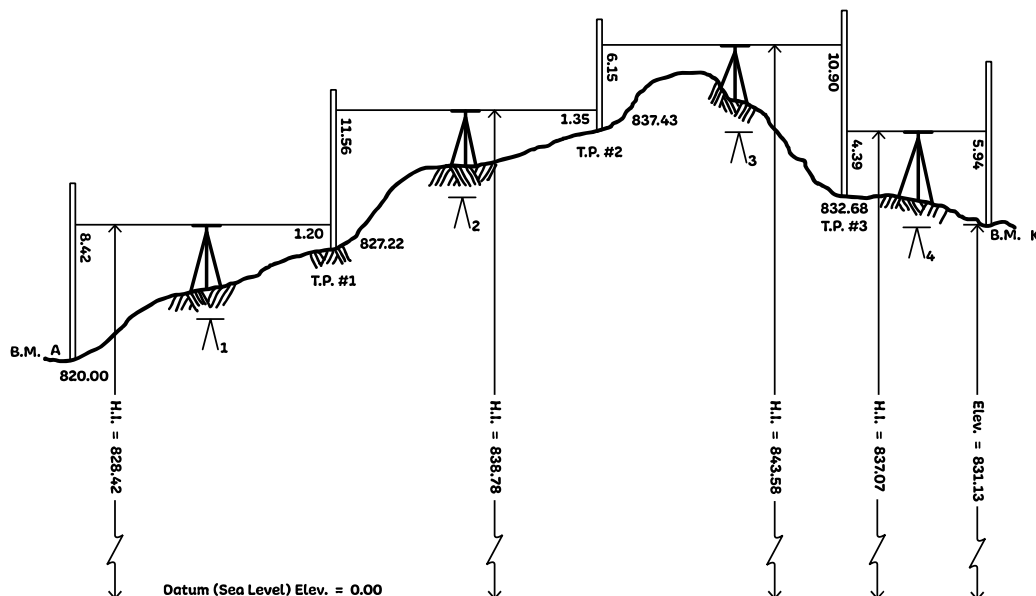 6.15
10.90
11.56
1.35
837.43
T.P. #2
3
4.39
5.94
8.42
1.20
827.22
2
832.68
T.P. #3
4
B.M.
T.P. #1
B.M. A
1
820.00
H.I. = 828.42
H.I. = 838.78
H.I. = 843.58
H.I. = 837.07
Elev. = 831.13
Datum (Sea Level) Elev. = 0.00